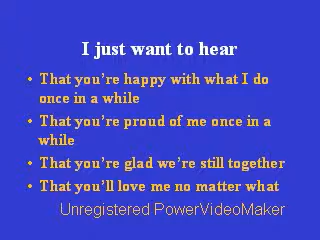 I just want to hear
• That you're happy with what I do
once in a while
• That you're proud of me once in a
while
• That you're glad we're still together
• That you'll love me no matter what
Unregistered PowerVideoMaker